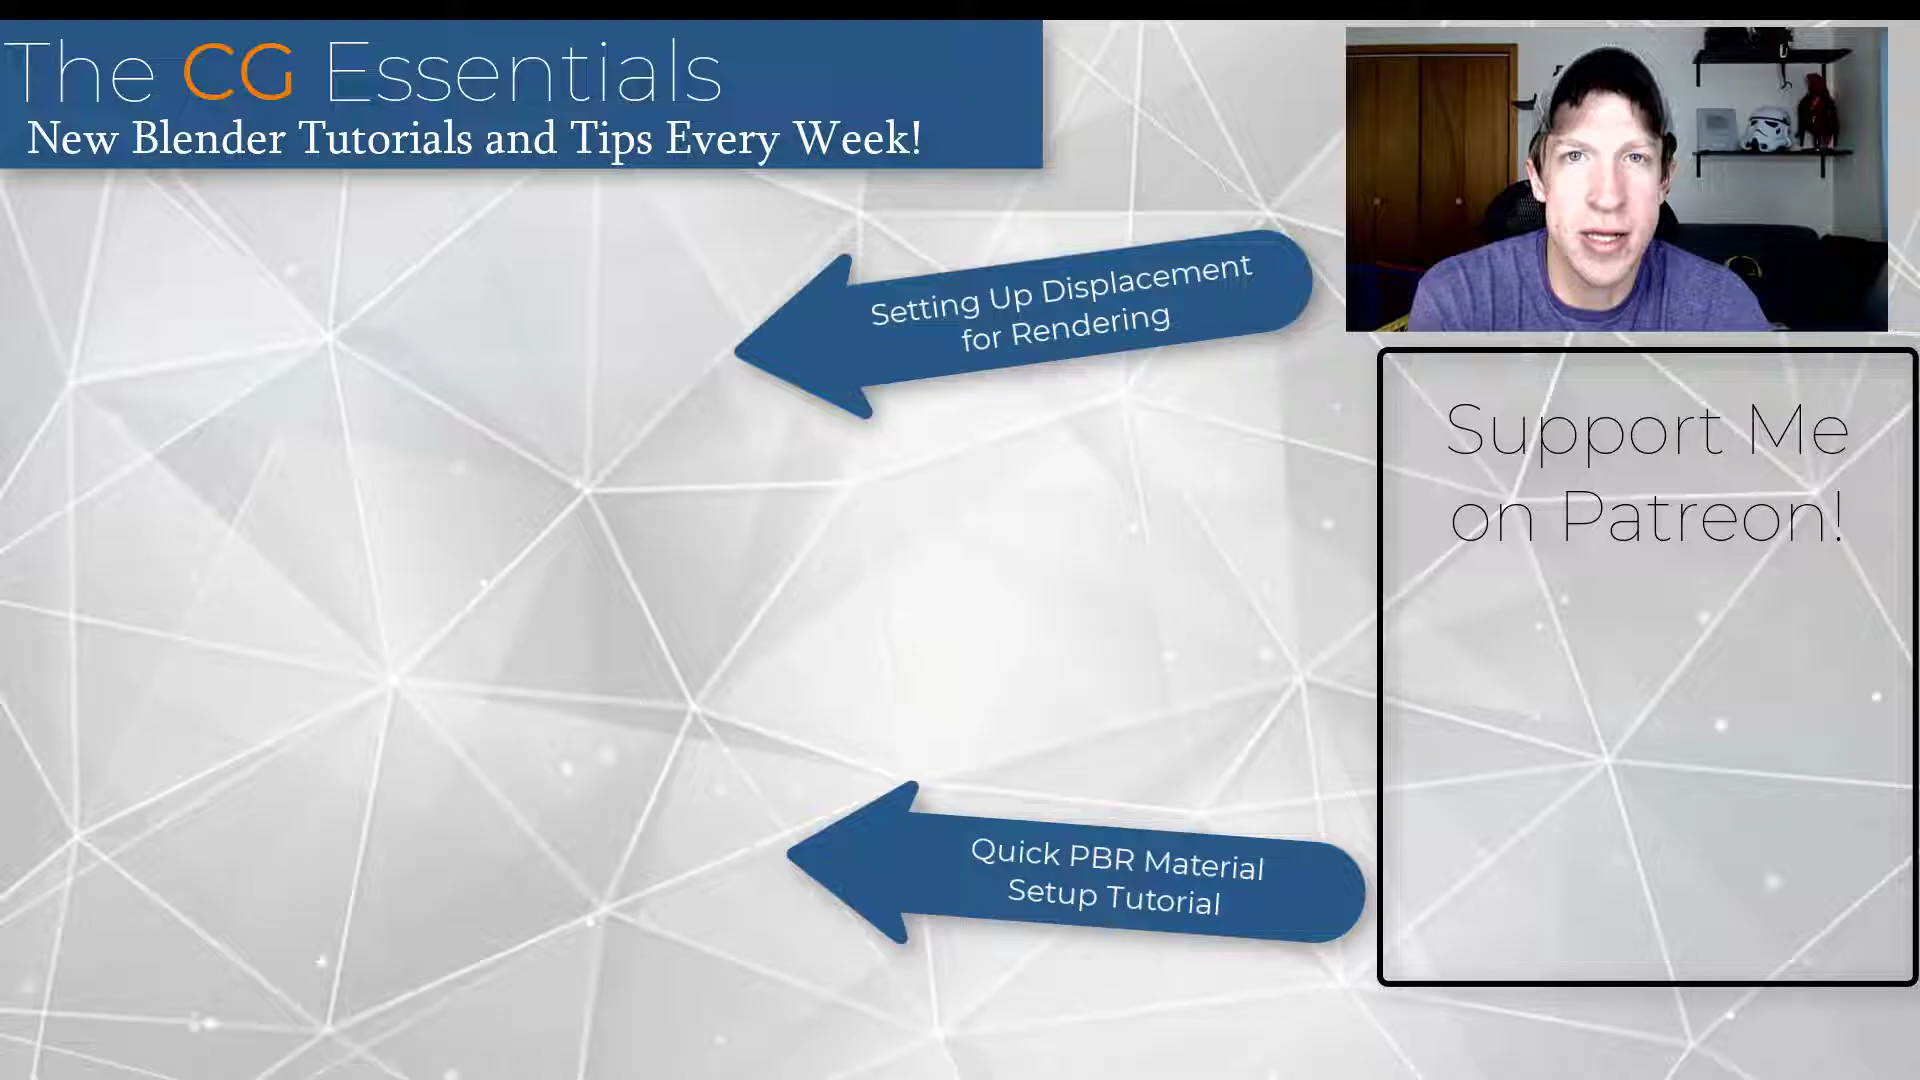 The CG Essentials
New Blender Tutorials and Tips Every Week!
Setting Up Displacement
for Rendering
Support Me
on Patreon!
Quick PBR Material
Setup Tutorial